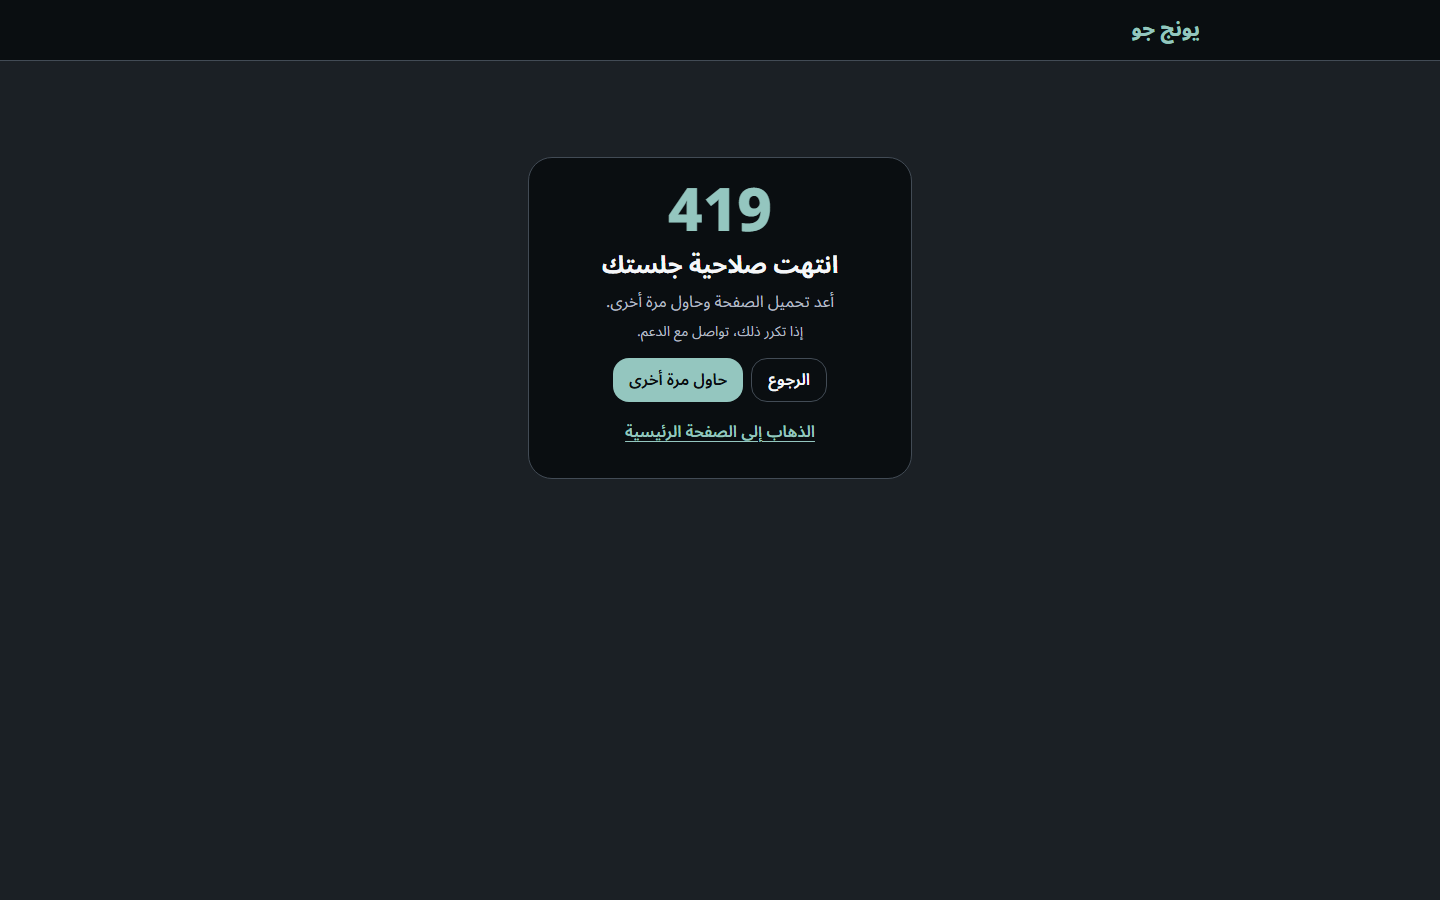 يونج جو
419
انتهت صلاحية جلستك
أعد تحميل الصفحة وحاول مرة أخرى.
إذا تكرر ذلك، تواصل مع الدعم.
الرجوع
حاول مرة أخرى
الذهاب إلى الصفحة الرئيسية